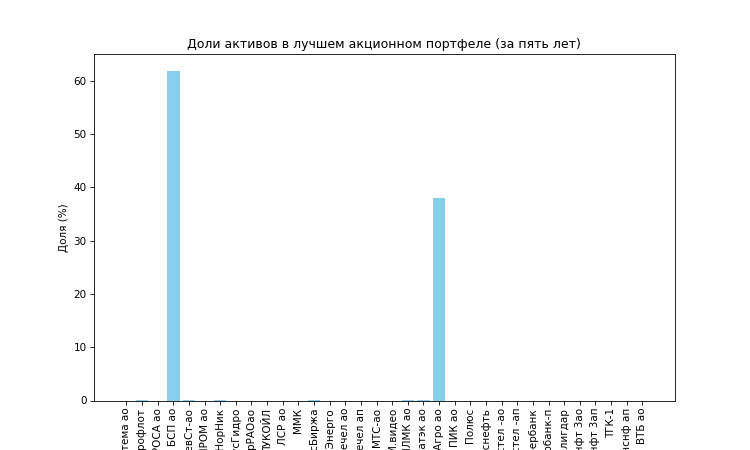 Доли активов в лучшем акционном портфеле (за пять лет)
60
50
40
30
20
10
0
Доля (%)
тема ао
рофлот
РОСА ао
БСП ао
евСт-ао
ПРОМ ао
НорНик
сГидро
рРАОао
ЛУКОЙЛ
ЛСР ао
ММК
сБиржа
Энерго
ечел ао
ечел ап
МТС-ао
М.видео
ЛМК ао
атэк ао
Агро ао
ПИК ао
Полюс
снефть
стел -ао
стел -ап
ербанк
рбанк-п
лигдар
нфт 3ао
нфт 3ап
ТГК-1
нснф ап
ВТБ ао